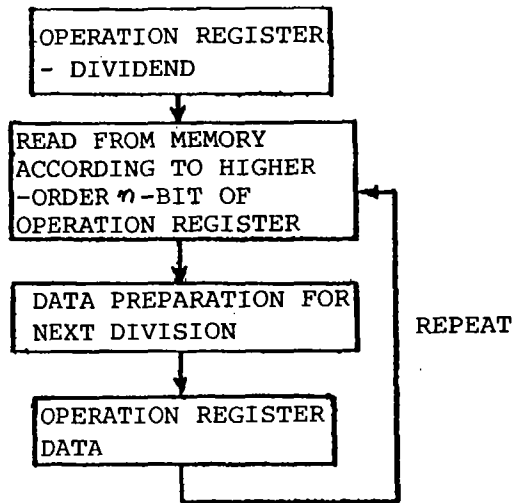 OPERATION REGISTER
- DIVIDEND
READ FROM MEMORY
ACCORDING TO HIGHER
-ORDER n-BIT OF
OPERATION REGISTER
DATA PREPARATION FOR
NEXT DIVISION
REPEAT
OPERATION REGISTER
DATA